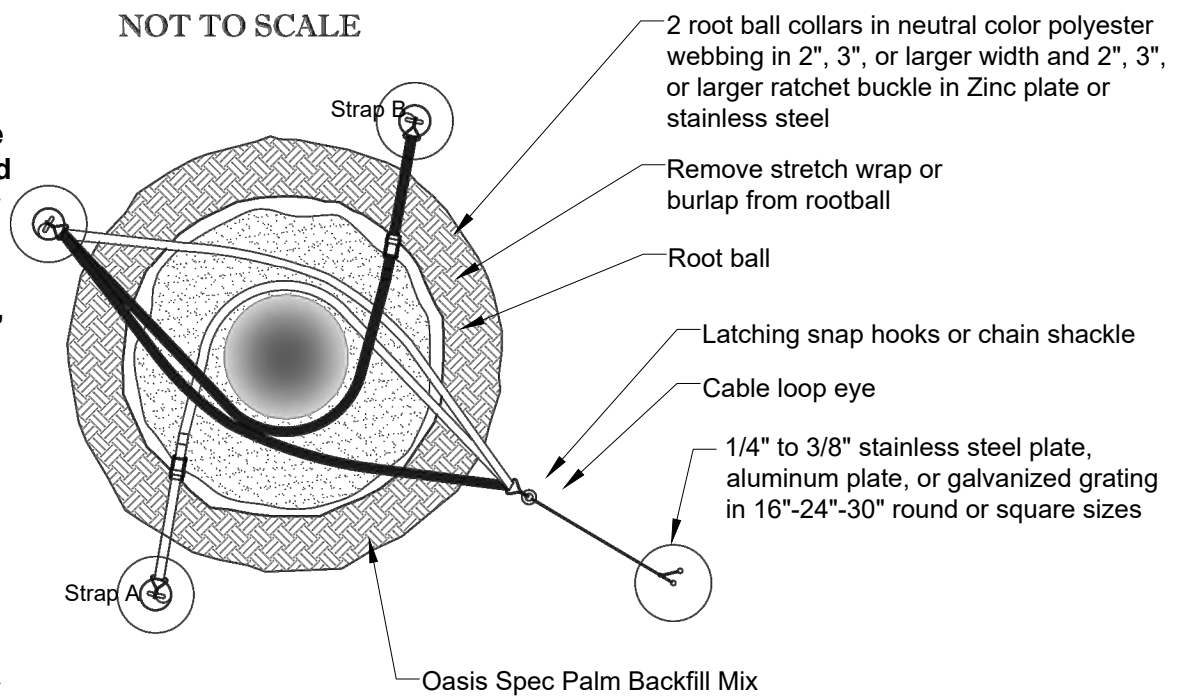 NOT TO SCALE
2 root ball collars in neutral color polyester
webbing in 2", 3", or larger width and 2", 3",
or larger ratchet buckle in Zinc plate or
stainless steel
Strap B
Remove stretch wrap or
burlap from rootball
Root ball
Latching snap hooks or chain shackle
Cable loop eye
1/4" to 3/8" stainless steel plate,
aluminum plate, or galvanized grating
in 16"-24"-30" round or square sizes
Strap A
Oasis Spec Palm Backfill Mix